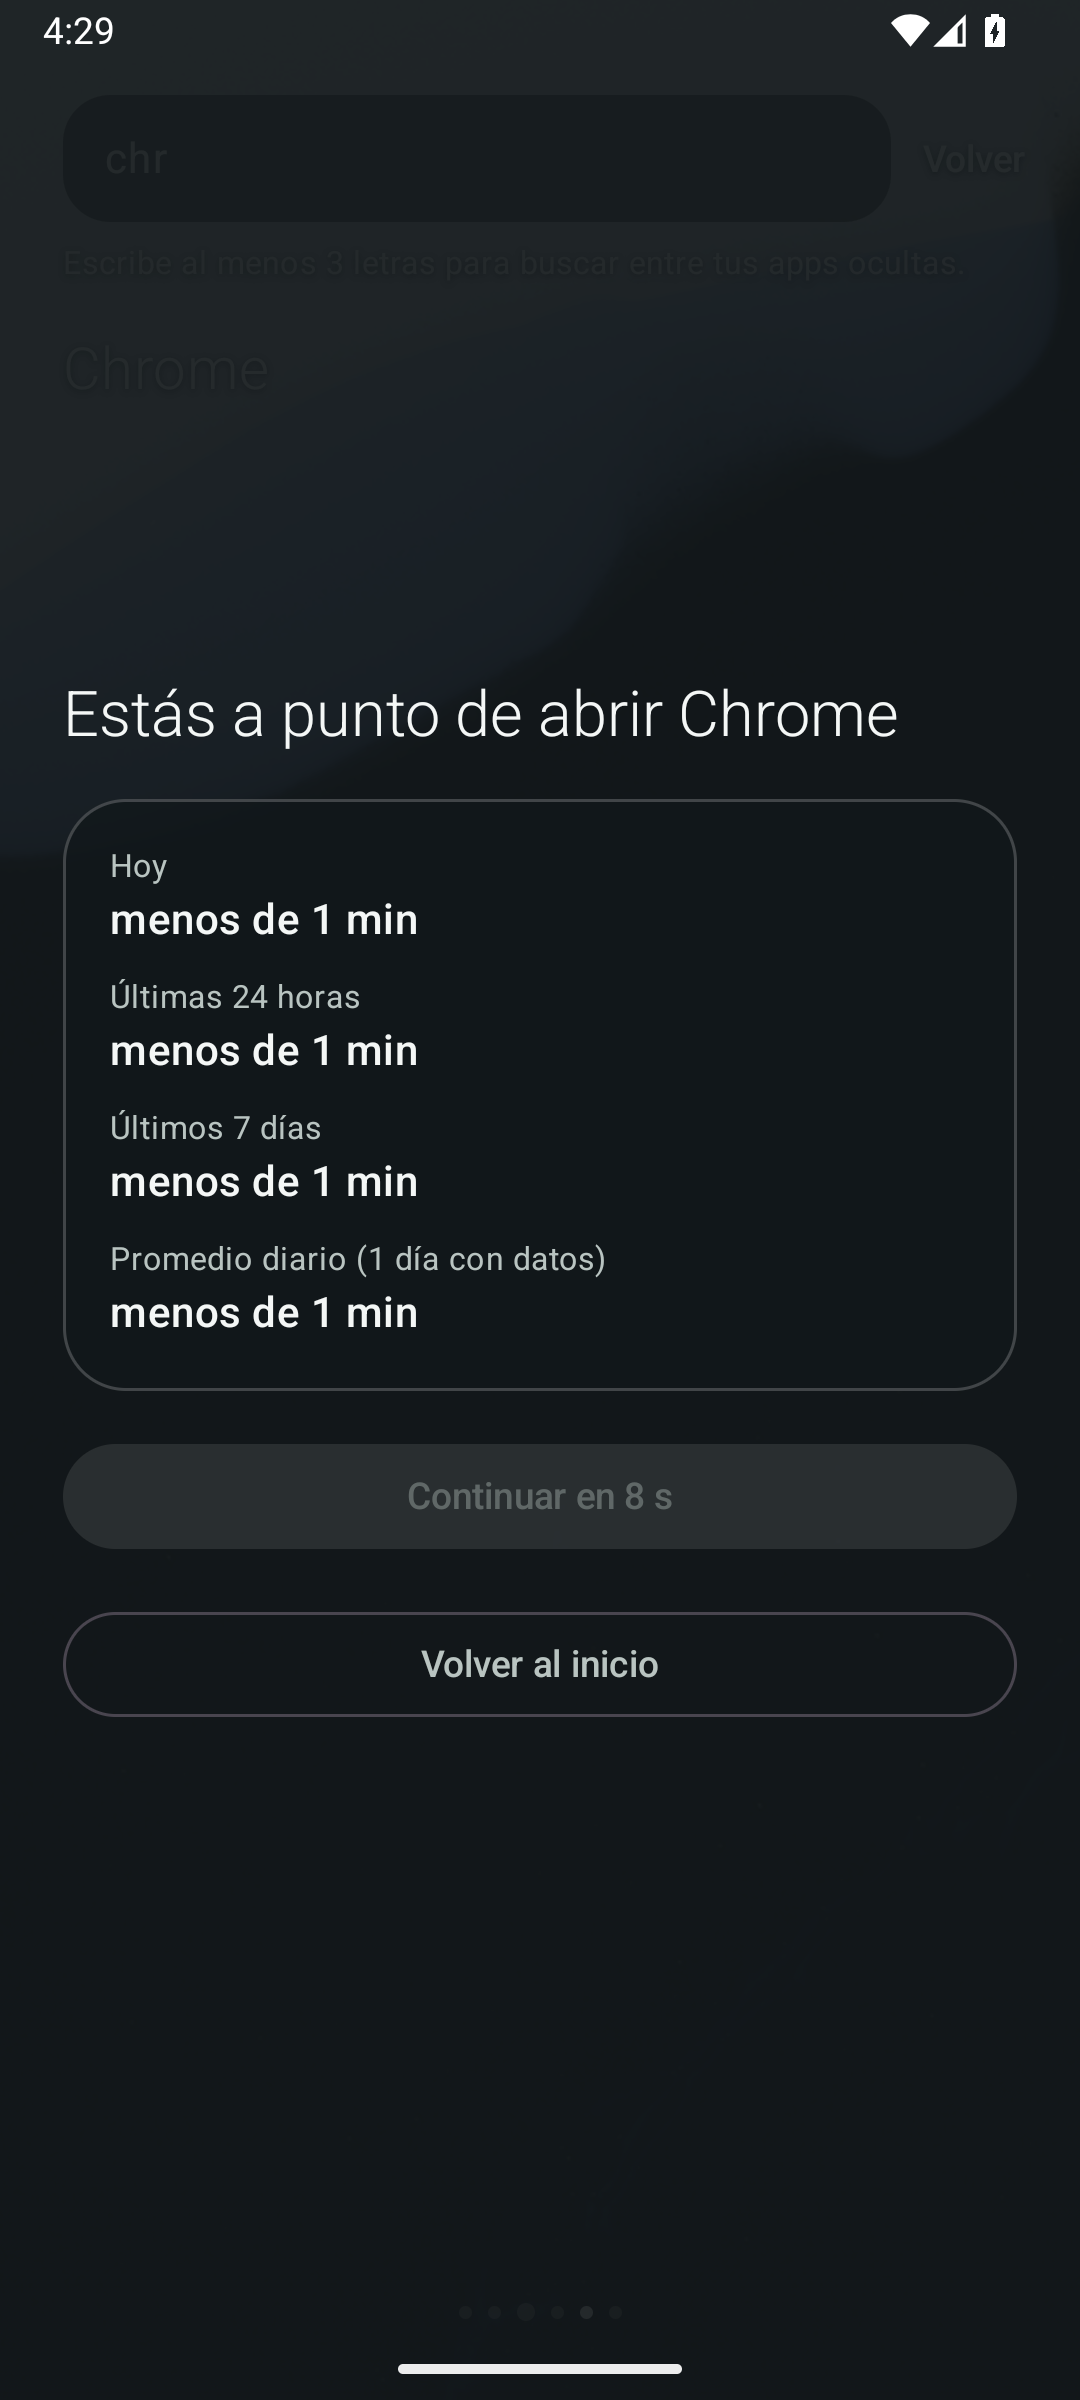 4:29
chr
Volver
Escribe al menos 3 letras para buscar entre tus apps ocultas.
Chrome
Estás a punto de abrir Chrome
Hoy
menos de 1 min
Últimas 24 horas
menos de 1 min
Últimos 7 días
menos de 1 min
Promedio diario (1 día con datos)
menos de 1 min
Continuar en 8 s
Volver al inicio